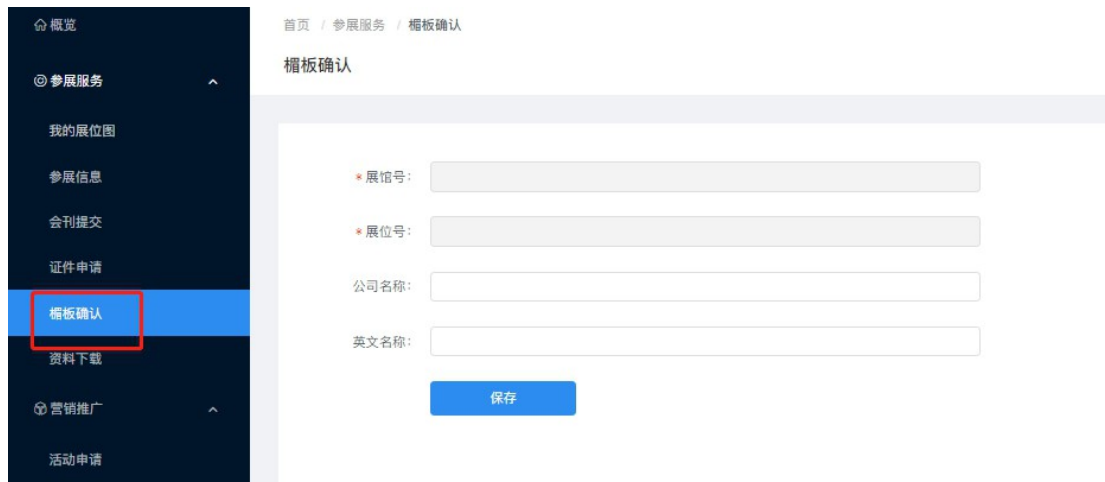 概览
参展服务
我的展位图
参展信息
会刊提交
证件申请
楣板确认
资料下载
营销推广
活动申请
首页 / 参展服务 / 楣板确认
楣板确认
* 展馆号:
* 展位号:
公司名称:
英文名称:
保存